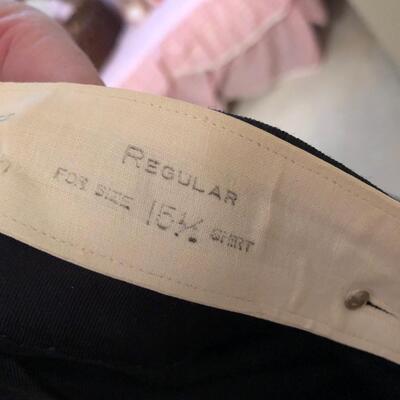 REGULAR
FOR SIZE 15½ SHIRT